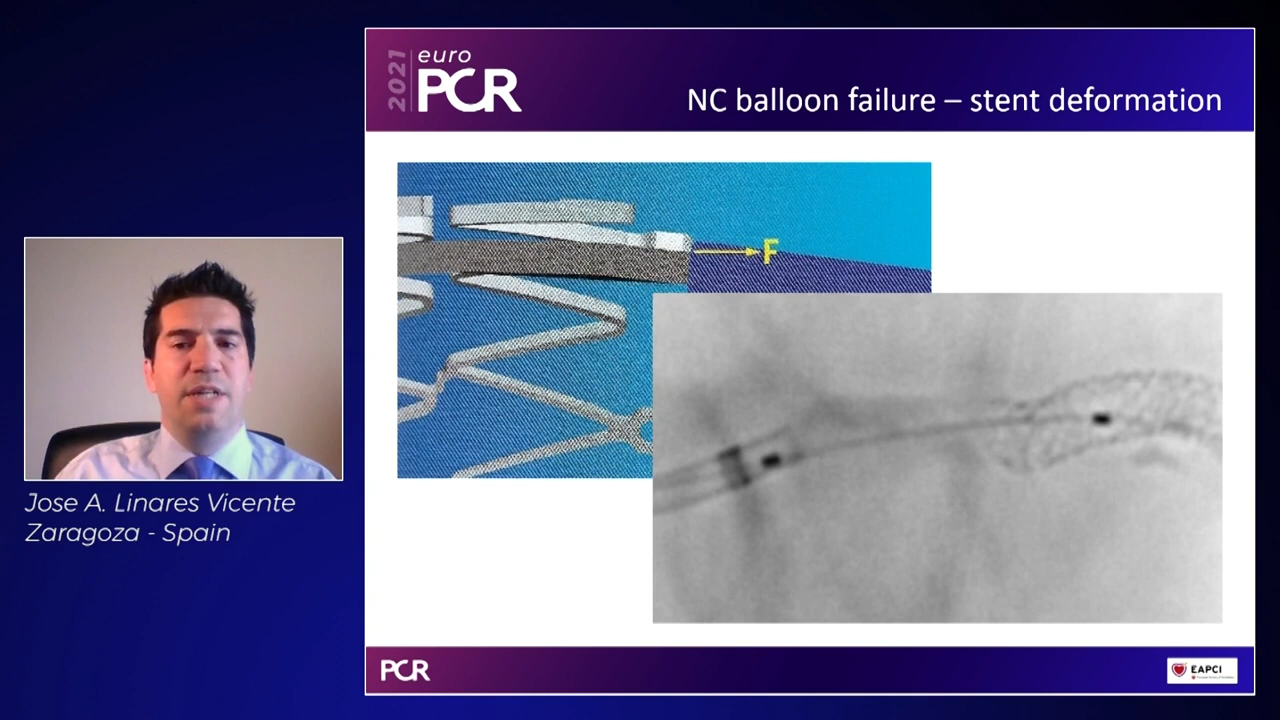 2021
euro
PCR
NC balloon failure – stent deformation
F
Jose A. Linares Vicente
Zaragoza - Spain
PCR
EAPCI